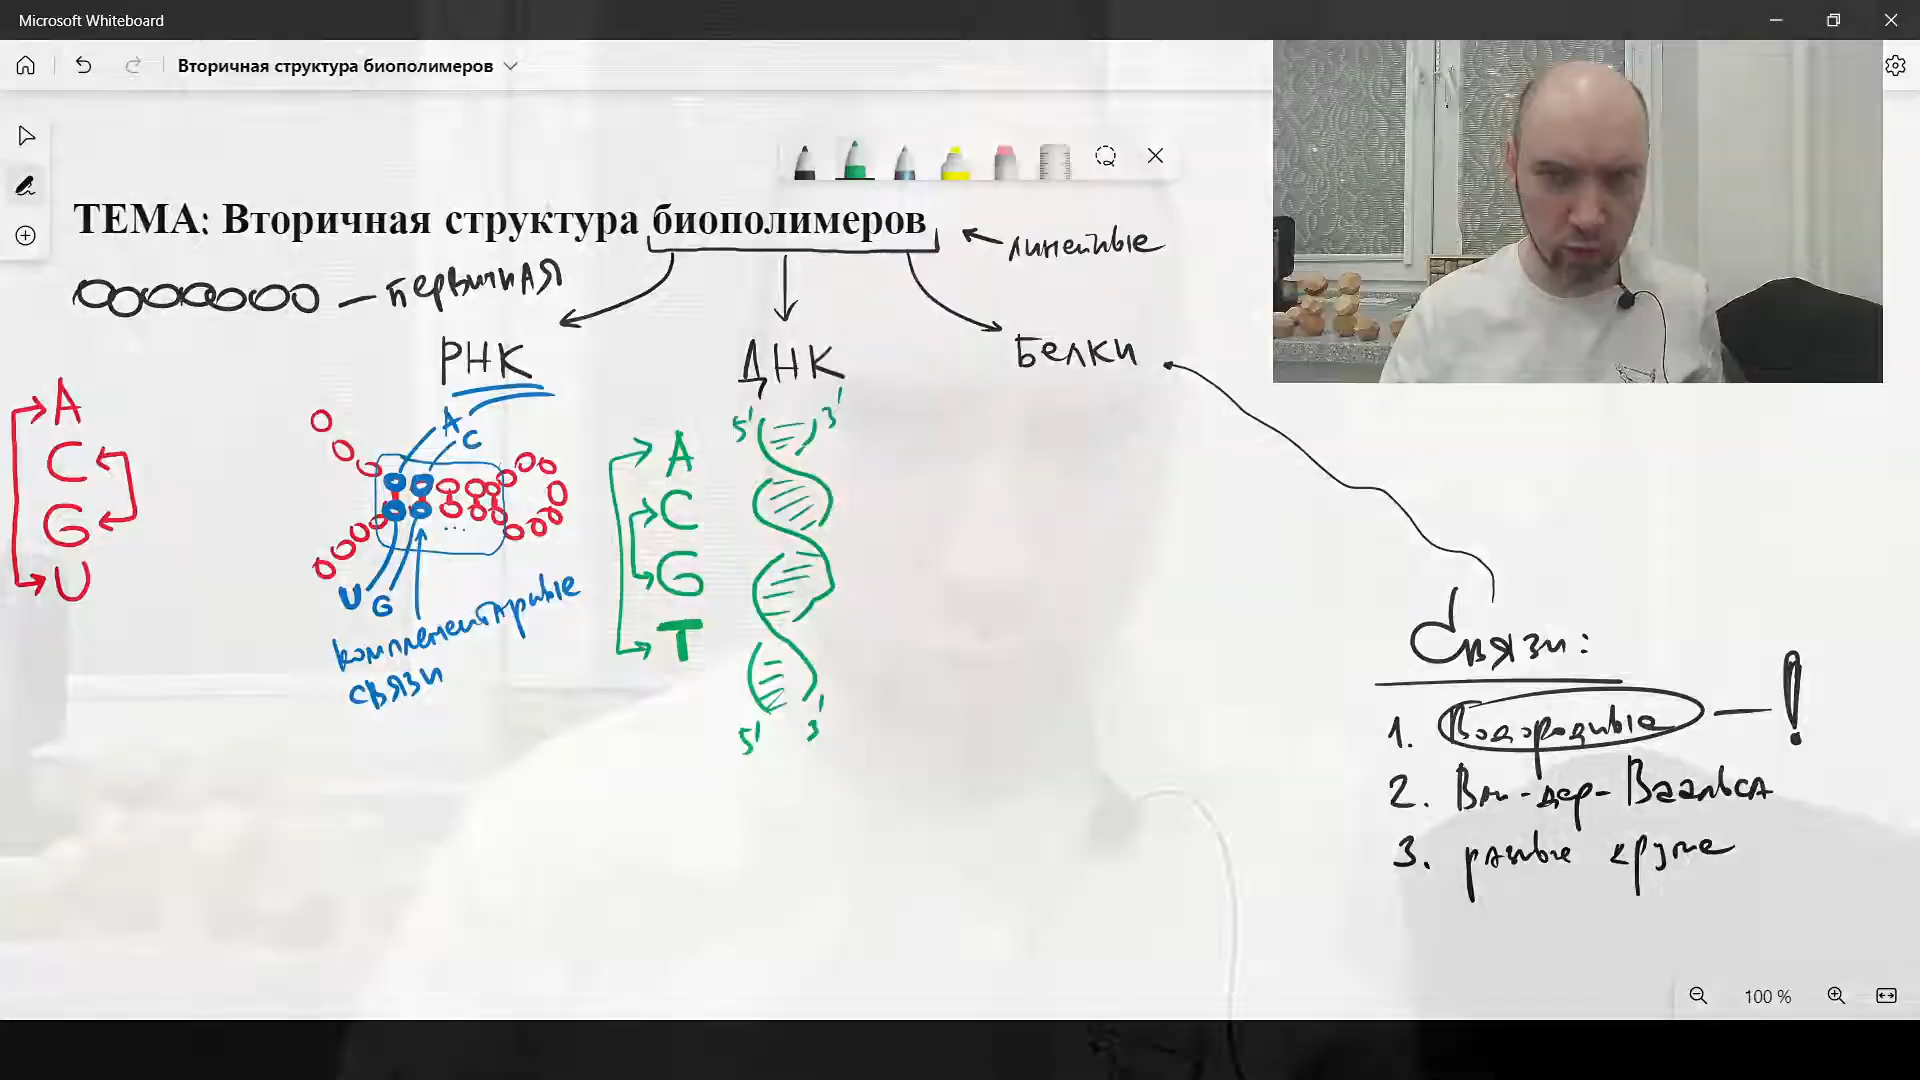 Microsoft Whiteboard
Вторичная структура биополимеров
ТЕМА: Вторичная структура биополимеров
линейные
первичная
РНК
ДНК
Белки
A
C
G
U
A
C
U
G
комплементарные
связи
5' 3'
A
C
G
T
5' 3'
Связи:
1. Водородные — !
2. Ван-дер-Ваальса
3. разные
100 %